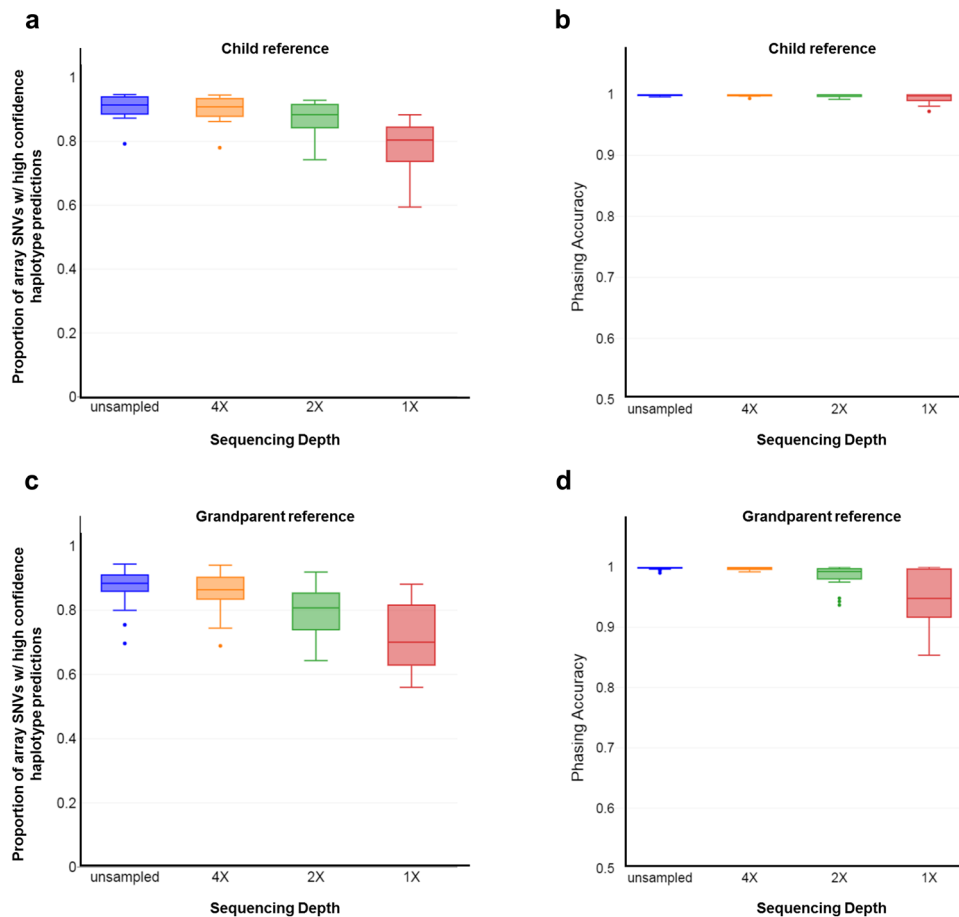 a
Child reference
Proportion of array SNVs w/ high confidence
haplotype predictions
1
0.8
0.6
0.4
0.2
0
unsampled 4X 2X 1X
Sequencing Depth
b
Child reference
Phasing Accuracy
1
0.9
0.8
0.7
0.6
0.5
unsampled 4X 2X 1X
Sequencing Depth
c
Grandparent reference
Proportion of array SNVs w/ high confidence
haplotype predictions
1
0.8
0.6
0.4
0.2
0
unsampled 4X 2X 1X
Sequencing Depth
d
Grandparent reference
Phasing Accuracy
1
0.9
0.8
0.7
0.6
0.5
unsampled 4X 2X 1X
Sequencing Depth